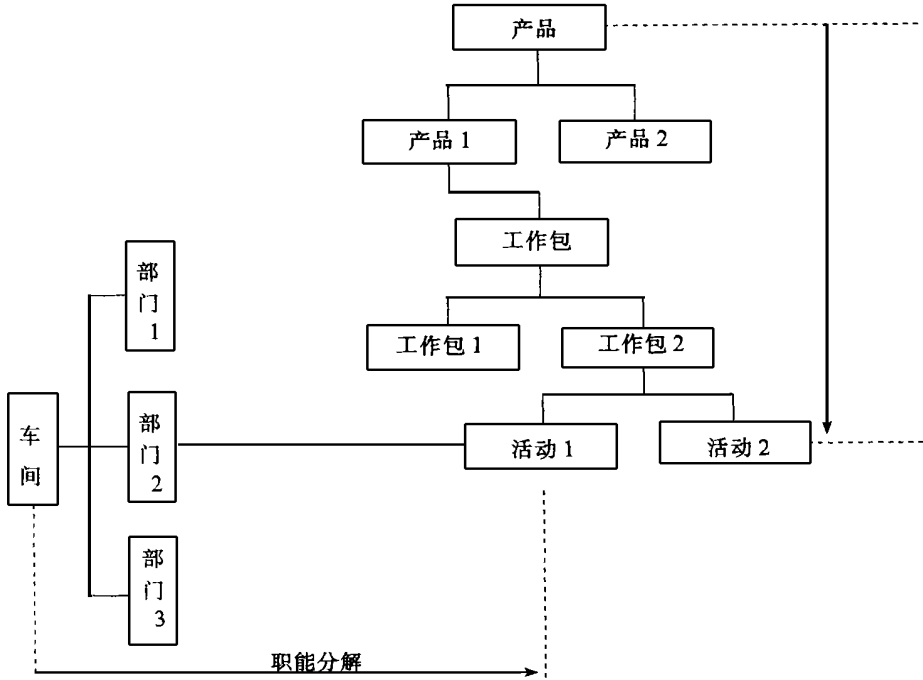 产品
产品 1
产品 2
工作包
工作包 1
工作包 2
活动 1
活动 2
车
间
部
门
1
部
门
2
部
门
3
职能分解